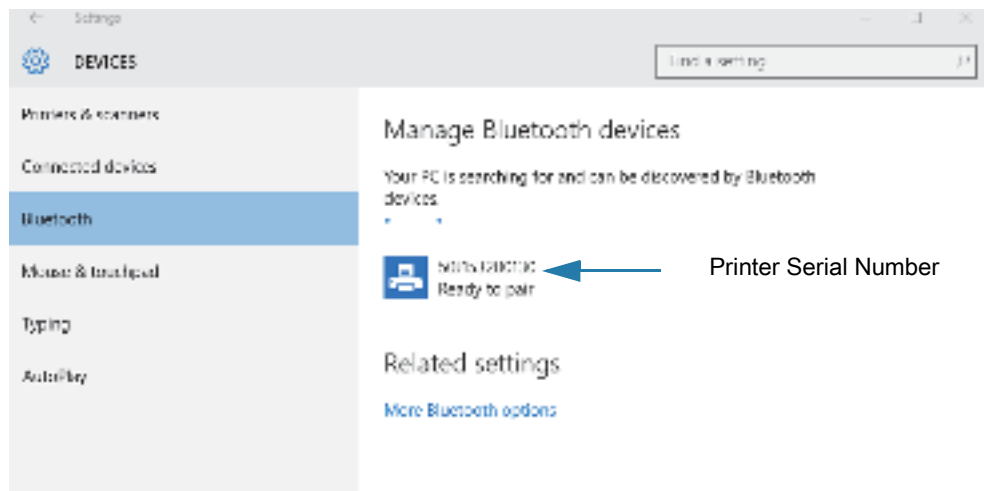 Settings
DEVICES
Find a setting
Printers & scanners
Connected devices
Bluetooth
Mouse & touchpad
Typing
AutoPlay
Manage Bluetooth devices
Your PC is searching for and can be discovered by Bluetooth
devices.
Ready to pair
Printer Serial Number
Related settings
More Bluetooth options